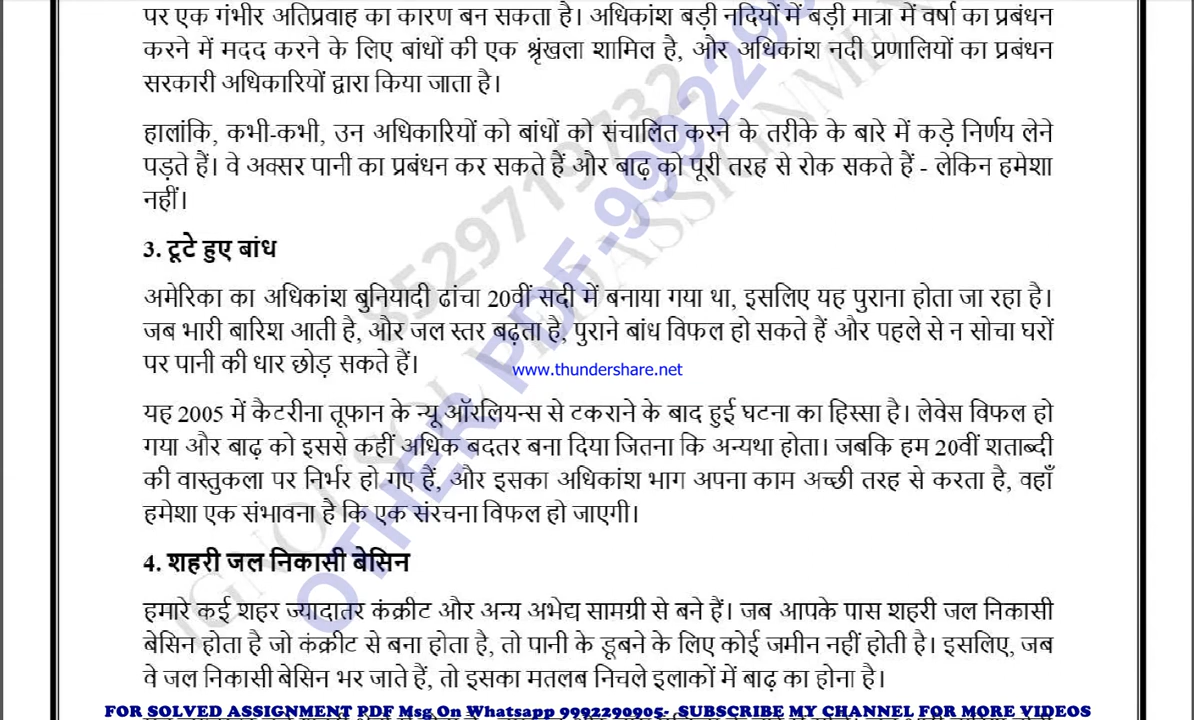 पर एक गंभीर अतिप्रवाह का कारण बन सकता है। अधिकांश बड़ी नदियों में बड़ी मात्रा में वर्षा का प्रबंधन
करने में मदद करने के लिए बांधों की एक श्रृंखला शामिल है, और अधिकांश नदी प्रणालियों का प्रबंधन
सरकारी अधिकारियों द्वारा किया जाता है।
हालांकि, कभी-कभी, उन अधिकारियों को बांधों को संचालित करने के तरीके के बारे में कड़े निर्णय लेने
पड़ते हैं। वे अक्सर पानी का प्रबंधन कर सकते हैं और बाढ़ को पूरी तरह से रोक सकते हैं - लेकिन हमेशा
नहीं।
3. टूटे हुए बांध
अमेरिका का अधिकांश बुनियादी ढांचा 20वीं सदी में बनाया गया था, इसलिए यह पुराना होता जा रहा है।
जब भारी बारिश आती है, और जल स्तर बढ़ता है, पुराने बांध विफल हो सकते हैं और पहले से न सोचा घरों
पर पानी की धार छोड़ सकते हैं।
www.thundershare.net
यह 2005 में कैटरीना तूफान के न्यू ऑरलियन्स से टकराने के बाद हुई घटना का हिस्सा है। लेवेस विफल हो
गया और बाढ़ को इससे कहीं अधिक बदतर बना दिया जितना कि अन्यथा होता। जबकि हम 20वीं शताब्दी
की वास्तुकला पर निर्भर हो गए हैं, और इसका अधिकांश भाग अपना काम अच्छी तरह से करता है, वहाँ
हमेशा एक संभावना है कि एक संरचना विफल हो जाएगी।
4. शहरी जल निकासी बेसिन
हमारे कई शहर ज्यादातर कंक्रीट और अन्य अभेद्य सामग्री से बने हैं। जब आपके पास शहरी जल निकासी
बेसिन होता है जो कंक्रीट से बना होता है, तो पानी के डूबने के लिए कोई जमीन नहीं होती है। इसलिए, जब
वे जल निकासी बेसिन भर जाते हैं, तो इसका मतलब निचले इलाकों में बाढ़ का होना है।
FOR SOLVED ASSIGNMENT PDF Msg On Whatsapp 9992290905- ,SUBSCRIBE MY CHANNEL FOR MORE VIDEOS
8529719732
OTHER PDF-999229